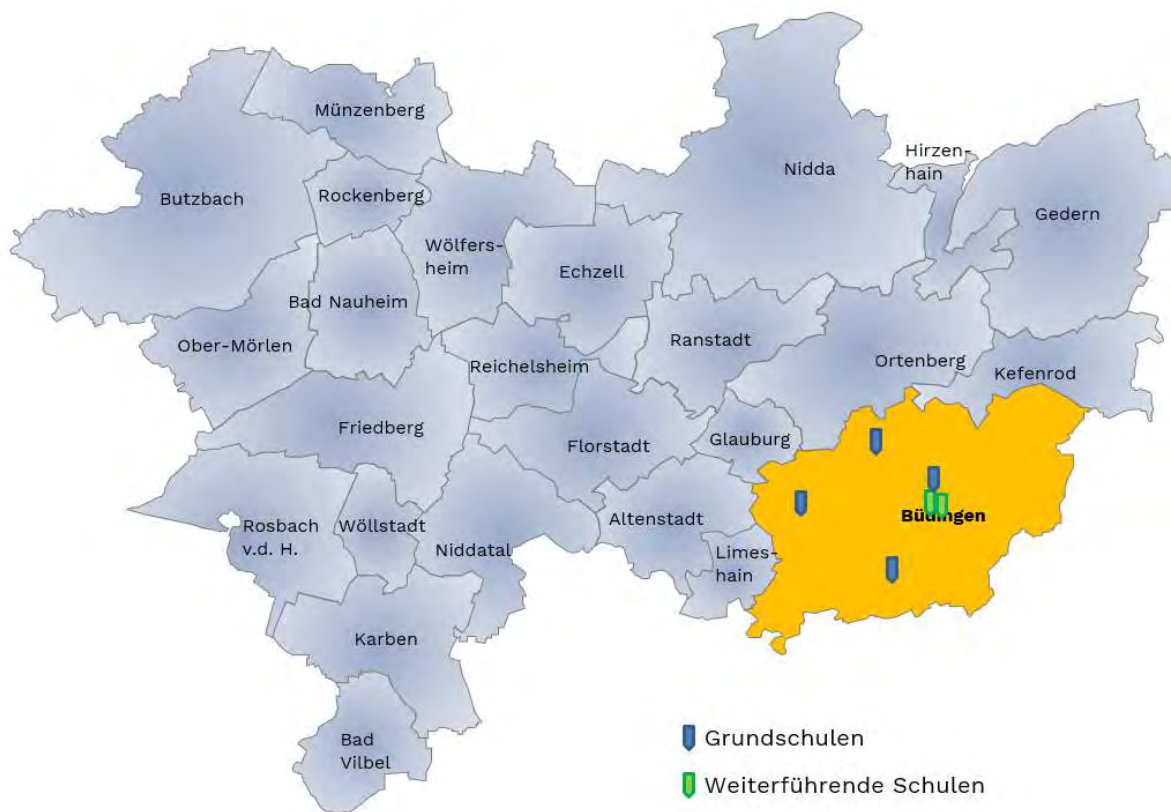 Münzenberg
Hirzen-
hain
Nidda
Butzbach
Rockenberg
Gedern
Wölfers-
heim
Echzell
Bad Nauheim
Ranstadt
Ober-Mörlen
Ortenberg
Reichelsheim
Kefenrod
Friedberg
Florstadt
Glauburg
Rosbach
v.d. H.
Wöllstadt
Niddatal
Altenstadt
Büdingen
Limes-
hain
Karben
Bad
Vilbel
Grundschulen
Weiterführende Schulen